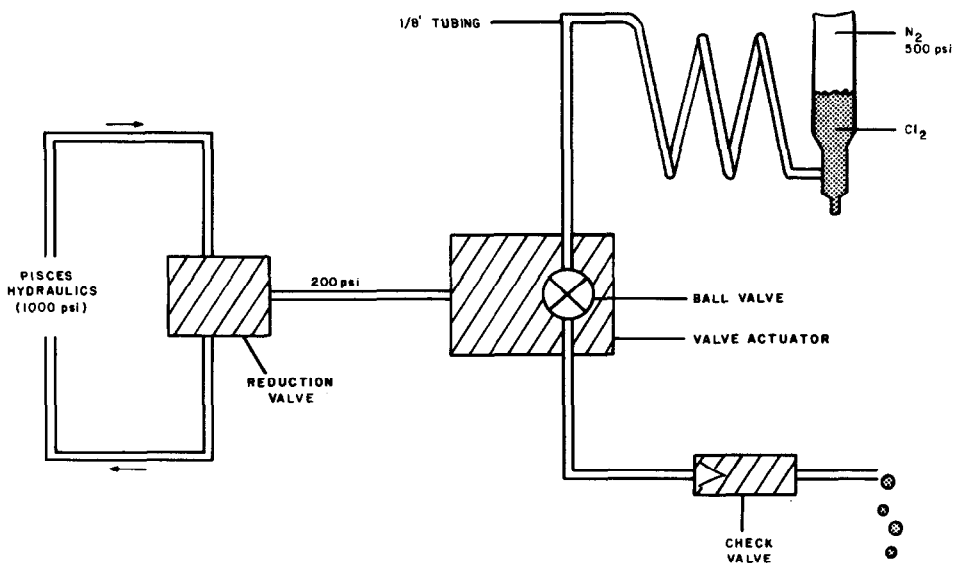 1/8' TUBING
N2
500 psi
Cl2
PISCES
HYDRAULICS
(1000 psi)
200 psi
BALL VALVE
VALVE ACTUATOR
REDUCTION
VALVE
CHECK
VALVE